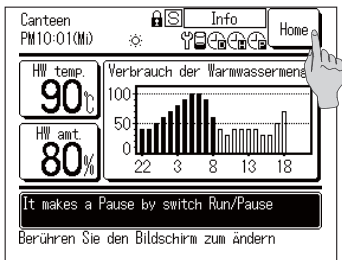 Canteen
S
Info
Home
PM10:01(Mi)
HW temp.
90℃
Verbrauch der Warmwassermeng
100
50
0
22 3 8 13 18
HW amt.
80%
It makes a Pause by switch Run/Pause
Berühren Sie den Bildschirm zum Ändern